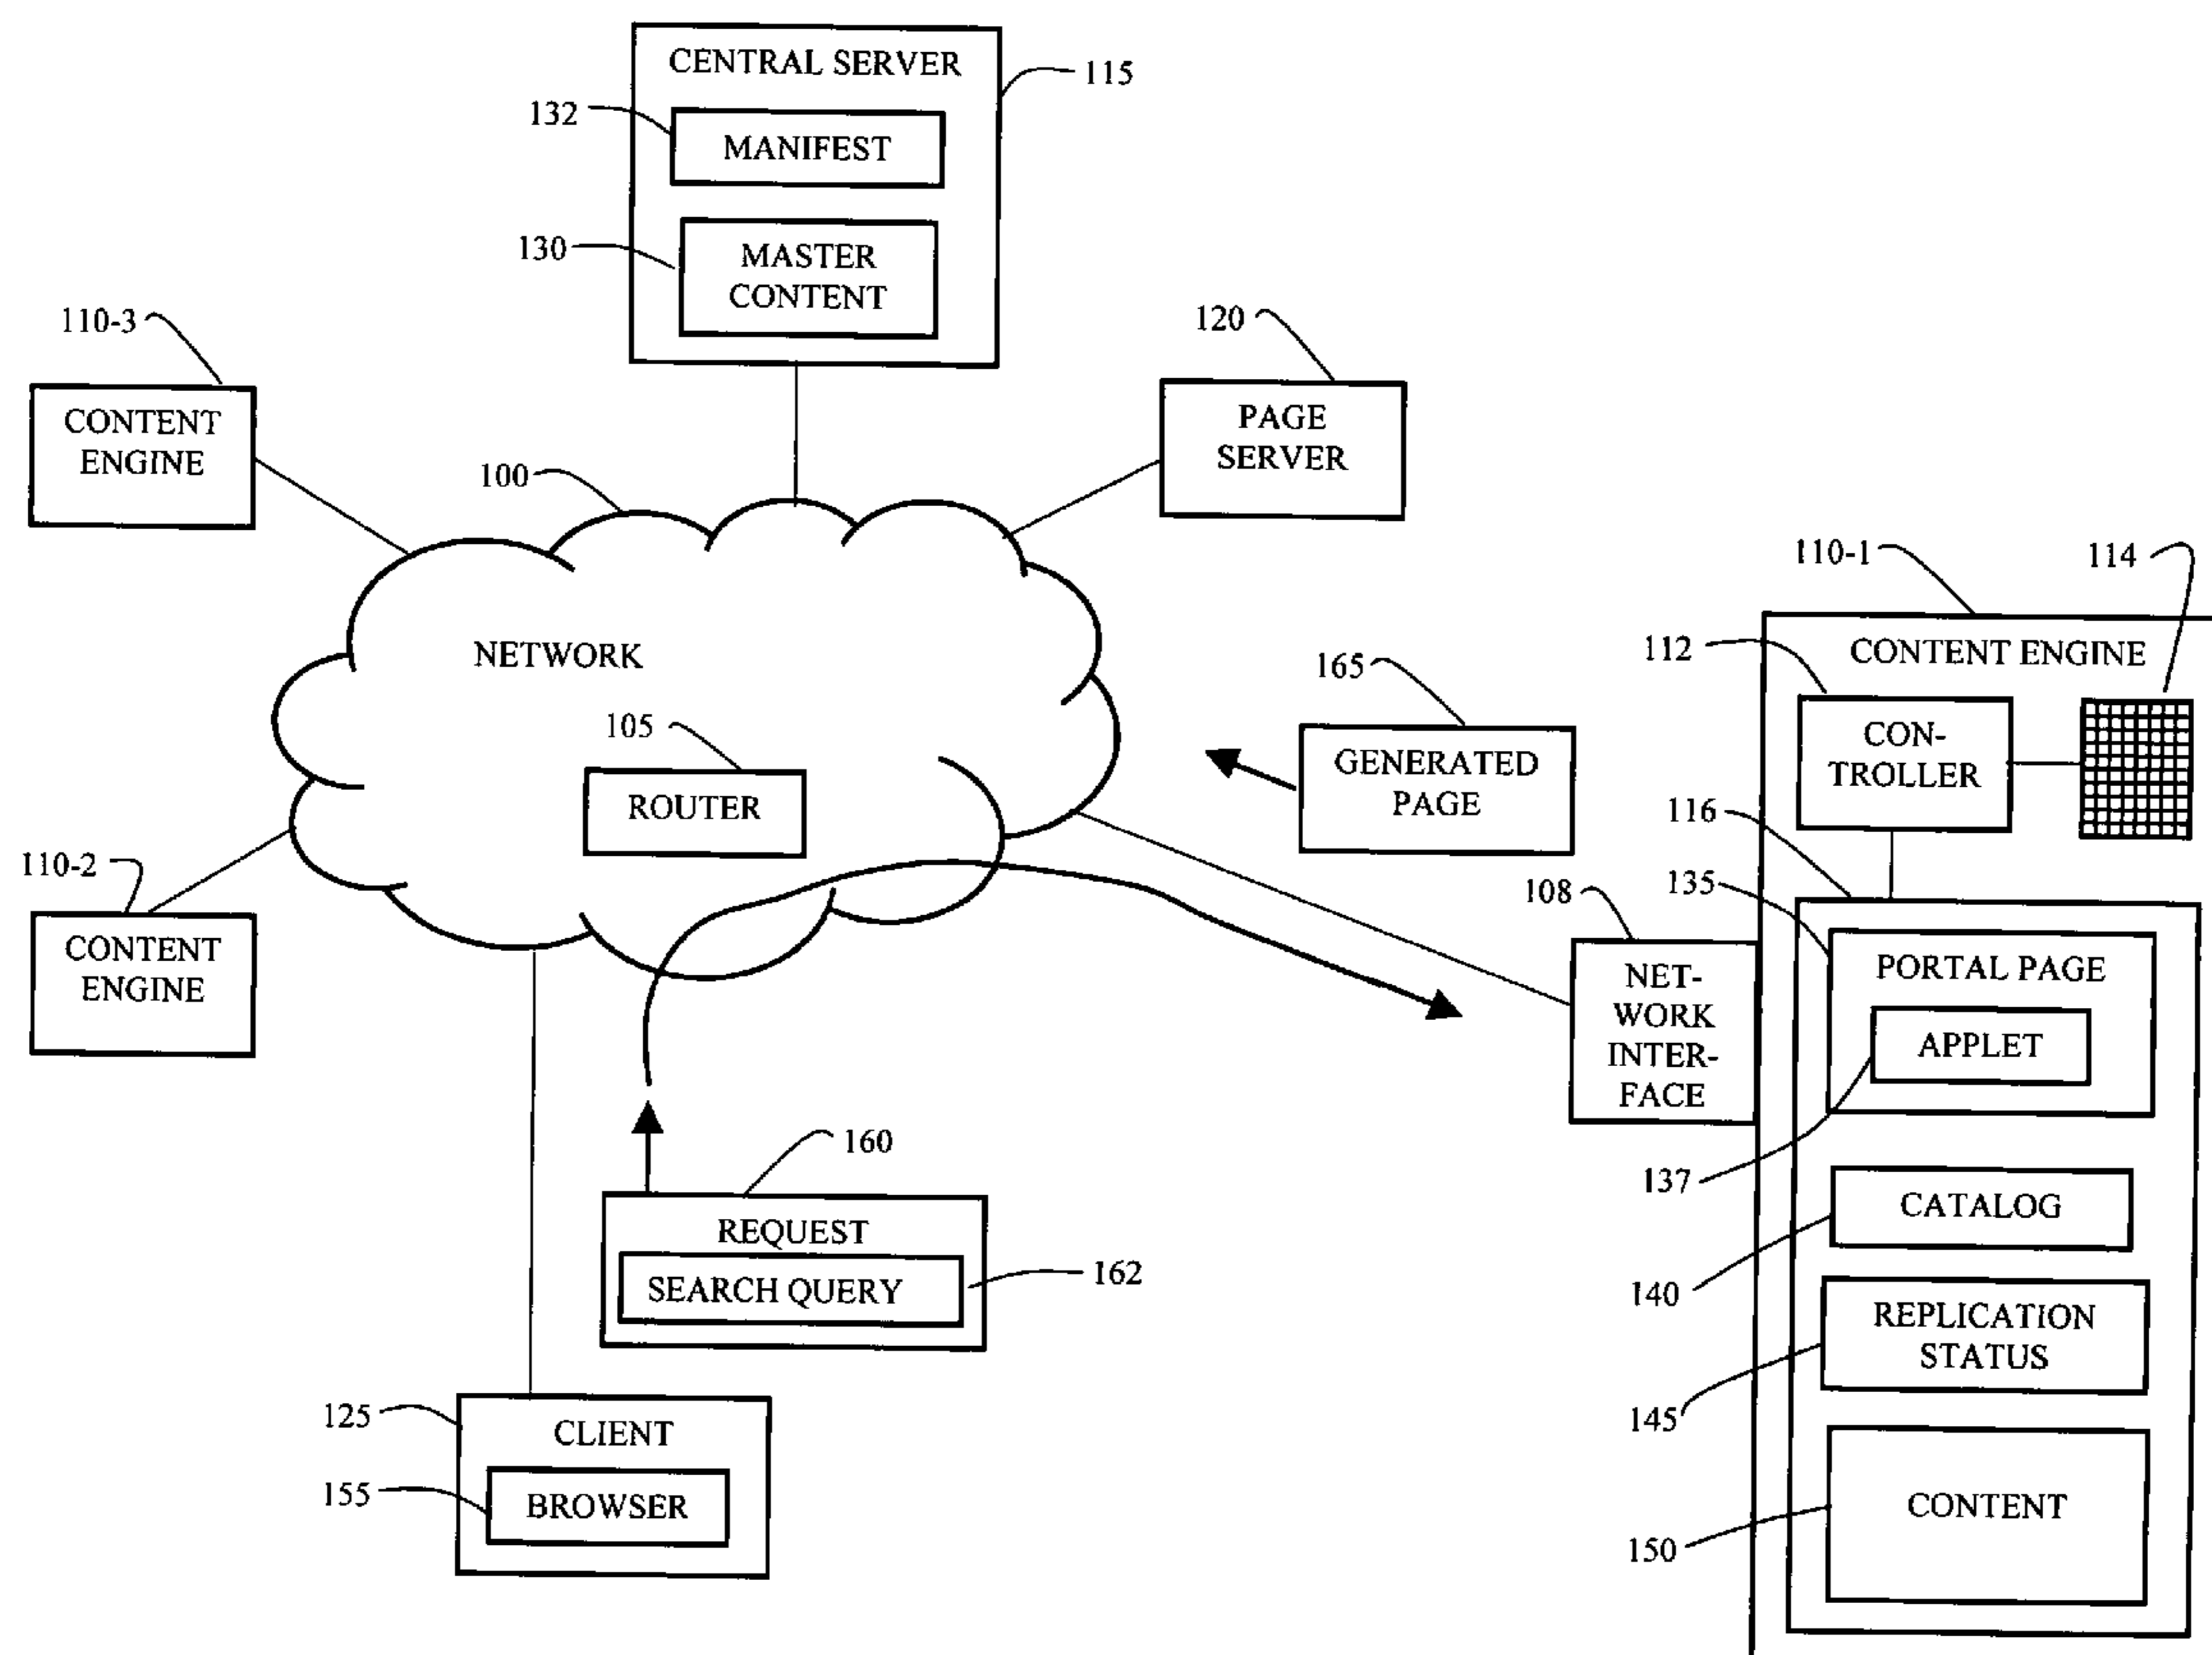 CENTRAL SERVER
115
132
MANIFEST
130
MASTER
CONTENT
110-3
CONTENT
ENGINE
120
PAGE
SERVER
100
NETWORK
105
ROUTER
165
GENERATED
PAGE
110-2
CONTENT
ENGINE
110-1
114
CONTENT ENGINE
112
CON-
TROLLER
116
135
PORTAL PAGE
APPLET
137
108
NET-
WORK
INTER-
FACE
CATALOG
140
REPLICATION
STATUS
145
CONTENT
150
160
REQUEST
SEARCH QUERY
162
125
CLIENT
155
BROWSER